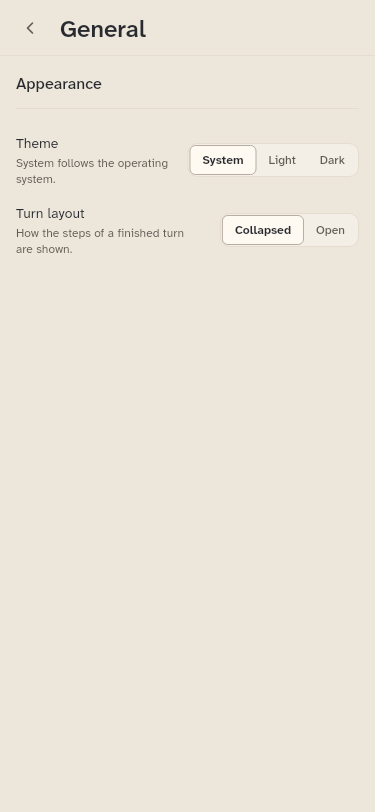 General
Appearance
Theme
System follows the operating
system.
System
Light
Dark
Turn layout
How the steps of a finished turn
are shown.
Collapsed
Open